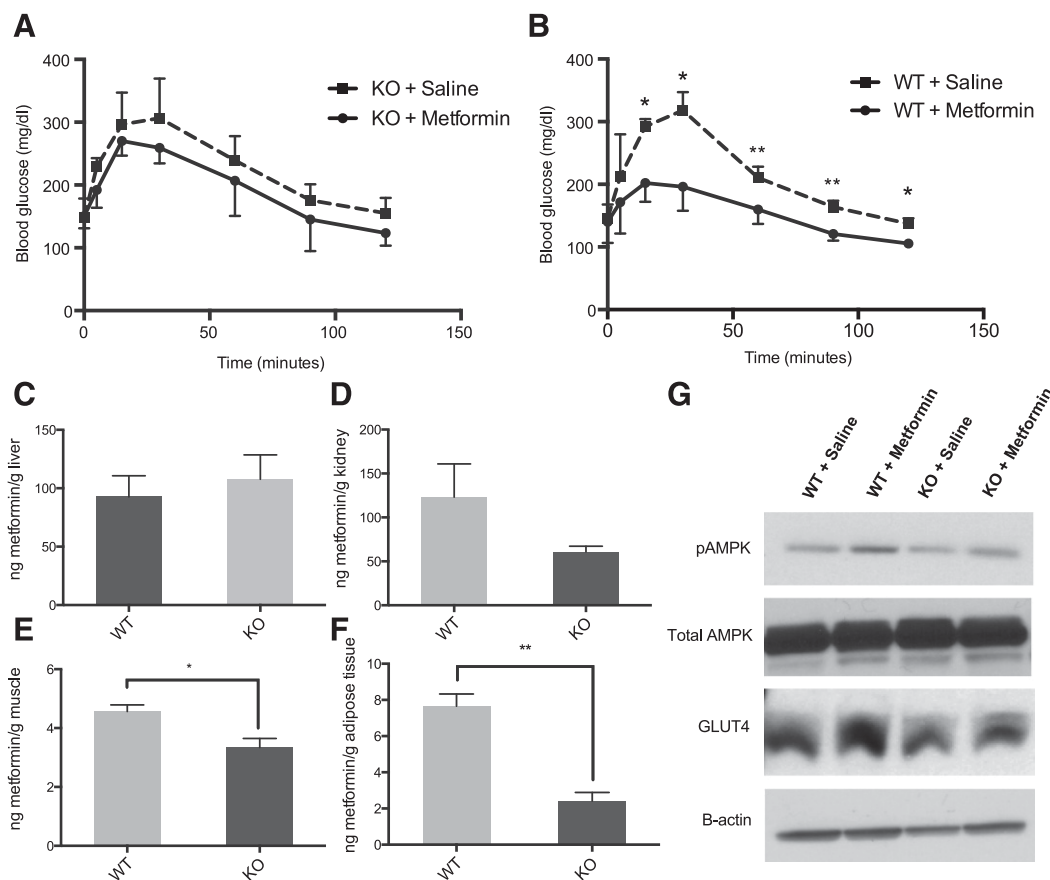 A
400
300
200
100
0
Blood glucose (mg/dl)
KO + Saline
KO + Metformin
0 50 100 150
Time (minutes)
B
400
300
200
100
0
Blood glucose (mg/dl)
* * ** ** *
WT + Saline
WT + Metformin
0 50 100 150
Time (minutes)
C
150
100
50
0
ng metformin/g liver
WT KO
D
200
150
100
50
0
ng metformin/g kidney
WT KO
E
6
4
2
0
ng metformin/g muscle
*
WT KO
F
10
8
6
4
2
0
ng metformin/g adipose tissue
**
WT KO
G
WT + Saline
WT + Metformin
KO + Saline
KO + Metformin
pAMPK
Total AMPK
GLUT4
B-actin